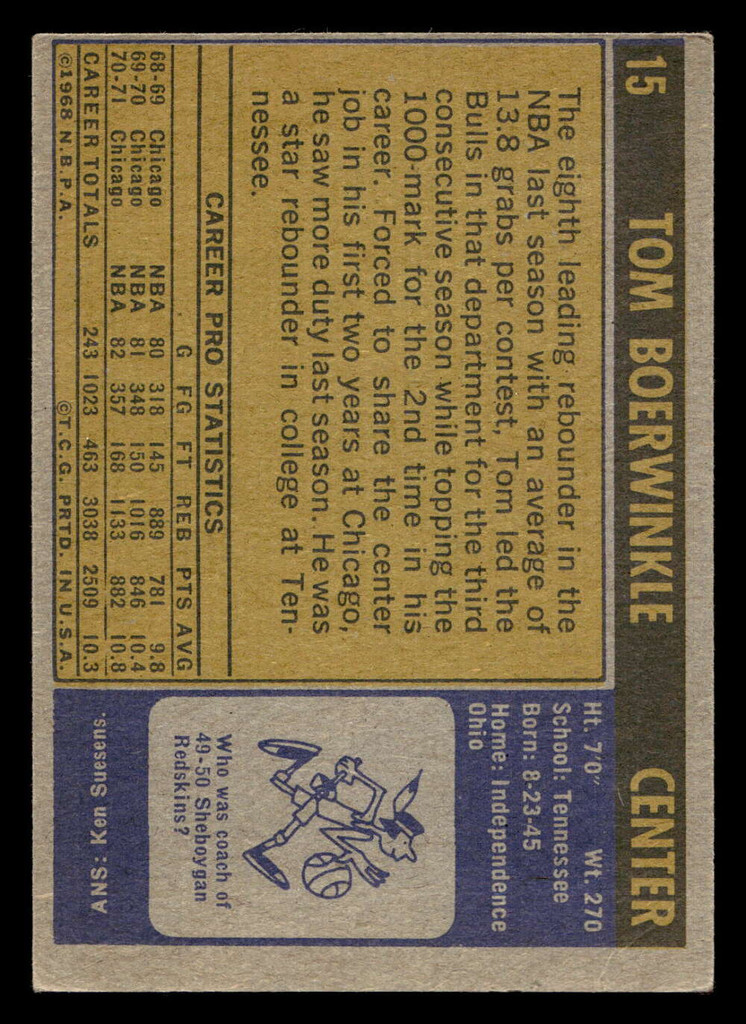 15 TOM BOERWINKLE CENTER
The eighth leading rebounder in the
NBA last season with an average of
13.8 grabs per contest, Tom led the
Bulls in that department for the third
consecutive season while topping the
1000-mark for the 2nd time in his
career. Forced to share the center
job in his first two years at Chicago,
he saw more duty last season. He was
a star rebounder in college at Ten-
nessee.
CAREER PRO STATISTICS
G FG FT REB PTS AVG
68-69 Chicago NBA 80 318 145 889 781 9.8
69-70 Chicago NBA 81 348 150 1016 846 10.4
70-71 Chicago NBA 82 357 168 1133 882 10.8
CAREER TOTALS 243 1023 463 3038 2509 10.3
©1968 N.B.P.A. ©T.C.G. PRTD. IN U.S.A.
Ht. 7'0" Wt. 270
School: Tennessee
Born: 8-23-45
Home: Independence
Ohio
Who was coach of
49-50 Sheboygan
Redskins?
ANS: Ken Suesens.